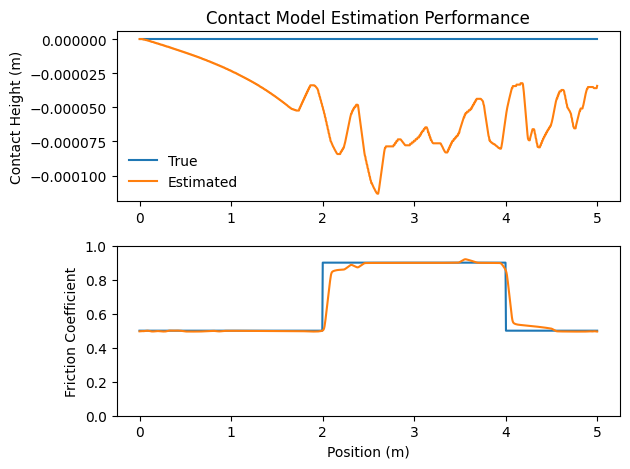 Contact Model Estimation Performance
Contact Height (m)
0.000000
−0.000025
−0.000050
−0.000075
−0.000100
True
Estimated
0 1 2 3 4 5
Friction Coefficient
1.0
0.8
0.6
0.4
0.2
0.0
0 1 2 3 4 5
Position (m)